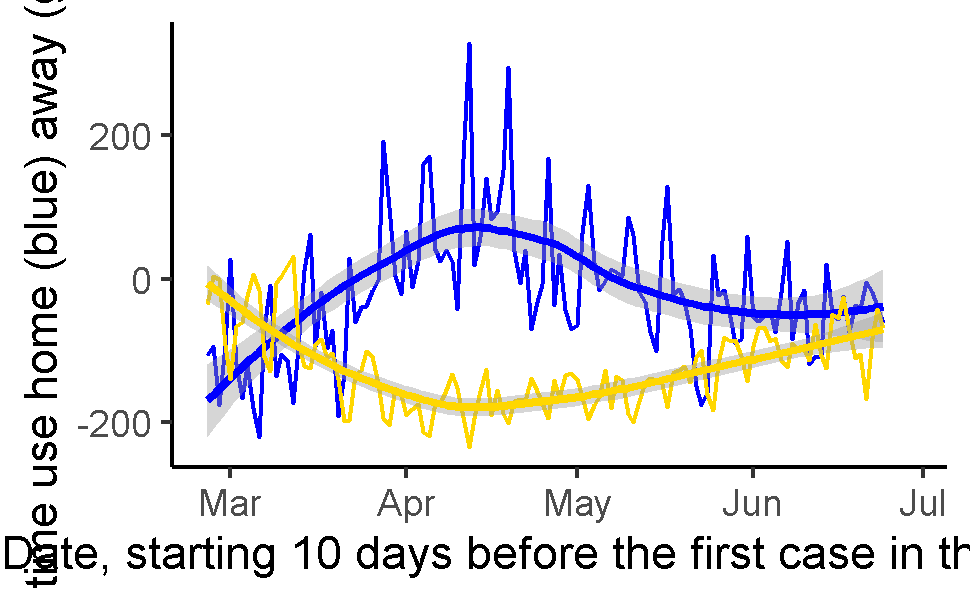 time use home (blue) away (
200
0
-200
Mar Apr May Jun Jul
Date, starting 10 days before the first case in th